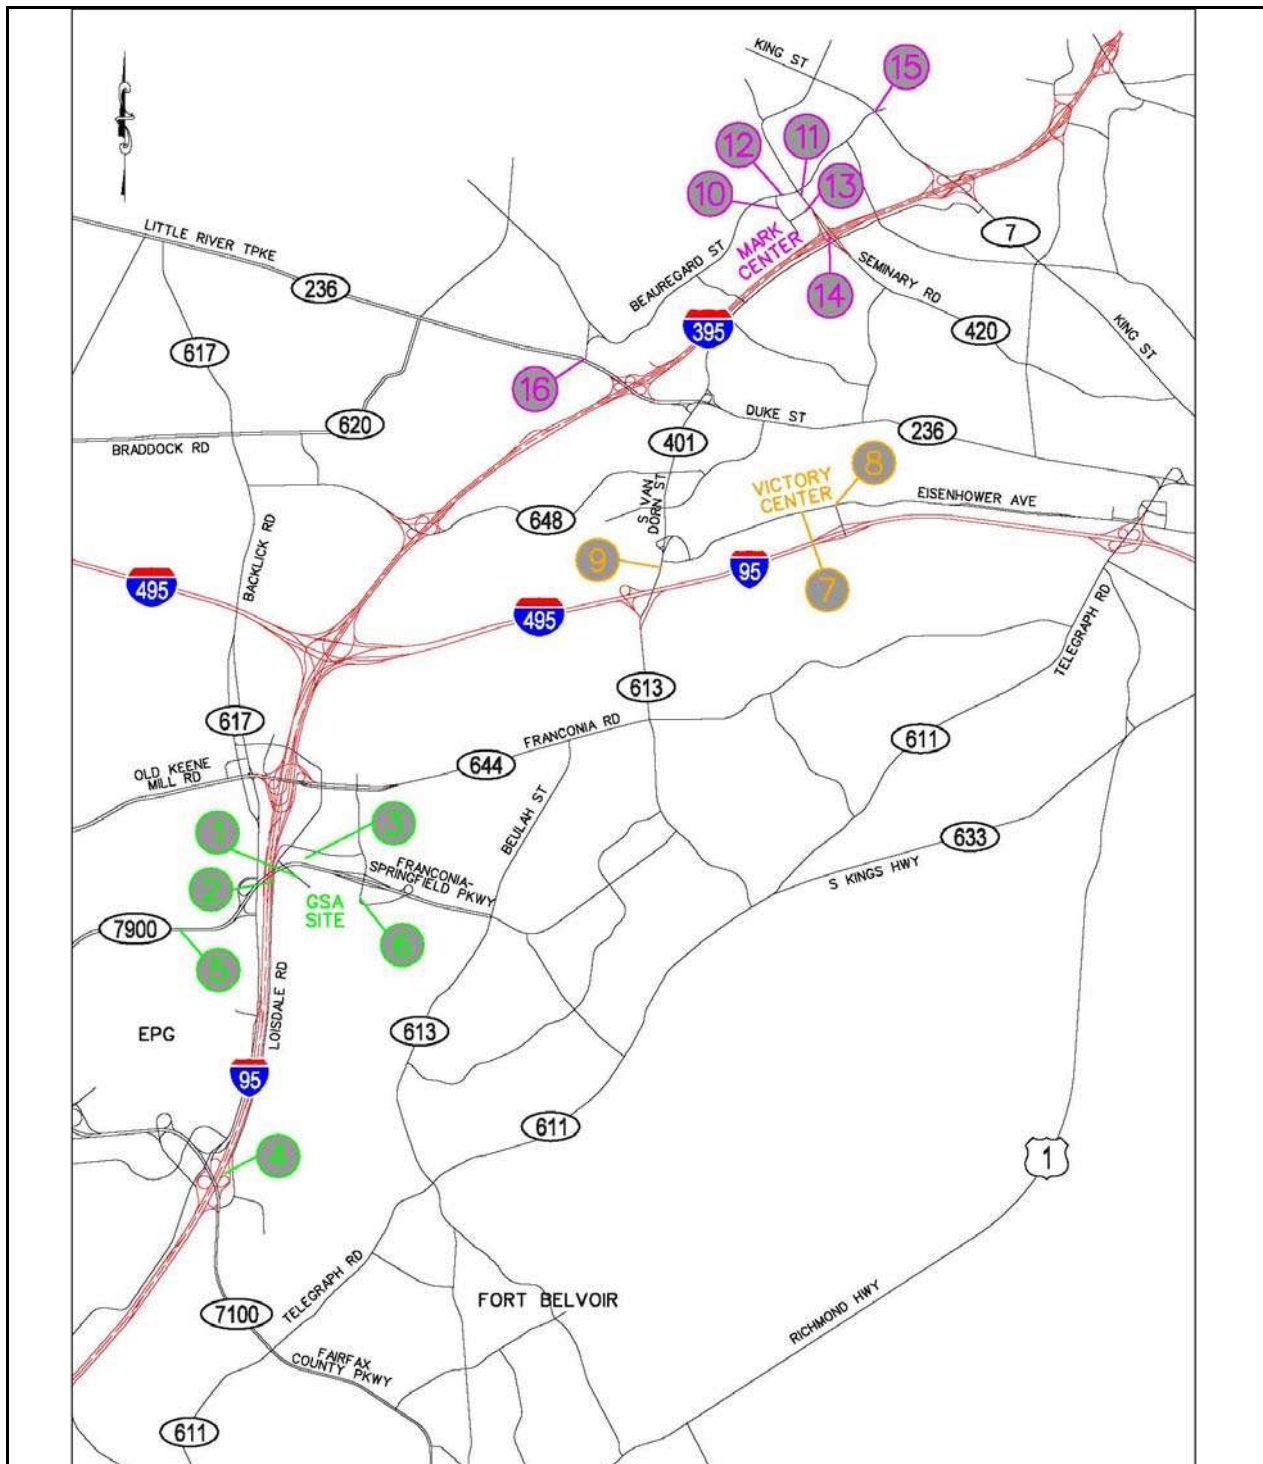 KING ST
15
11
12
13
10
MARK
CENTER
7
LITTLE RIVER TPKE
BEAUREGARD ST
SEMINARY RD
14
236
395
420
KING ST
617
16
620
DUKE ST
236
BRADDOCK RD
401
VICTORY
CENTER
8
S VAN
DORN ST
EISENHOWER AVE
648
BACKLICK RD
9
95
7
495
495
TELEGRAPH RD
613
617
FRANCONIA RD
611
644
OLD KEENE
MILL RD
BEULAH ST
1
3
633
FRANCONIA-
SPRINGFIELD PKWY
S KINGS HWY
2
GSA
SITE
7900
6
5
LOISDALE RD
EPG
613
95
611
4
1
TELEGRAPH RD
FORT BELVOIR
7100
RICHMOND HWY
FAIRFAX
COUNTY PKWY
611